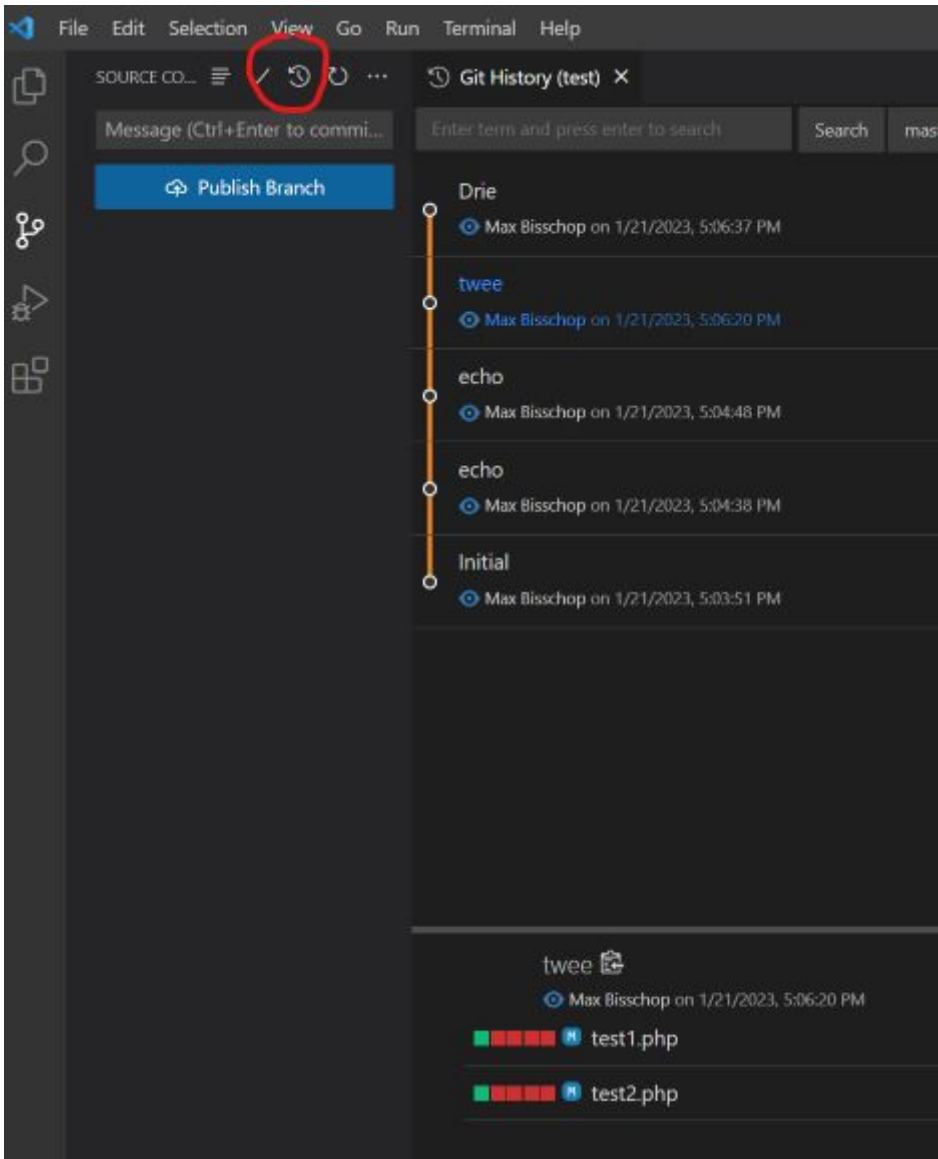 File Edit Selection View Go Run Terminal Help
SOURCE CO... Git History (test)
Message (Ctrl+Enter to commi... Enter term and press enter to search Search mas
Publish Branch
Drie
Max Bisschop on 1/21/2023, 5:06:37 PM
twee
Max Bisschop on 1/21/2023, 5:06:20 PM
echo
Max Bisschop on 1/21/2023, 5:04:48 PM
echo
Max Bisschop on 1/21/2023, 5:04:38 PM
Initial
Max Bisschop on 1/21/2023, 5:03:51 PM
twee
Max Bisschop on 1/21/2023, 5:06:20 PM
M test1.php
M test2.php